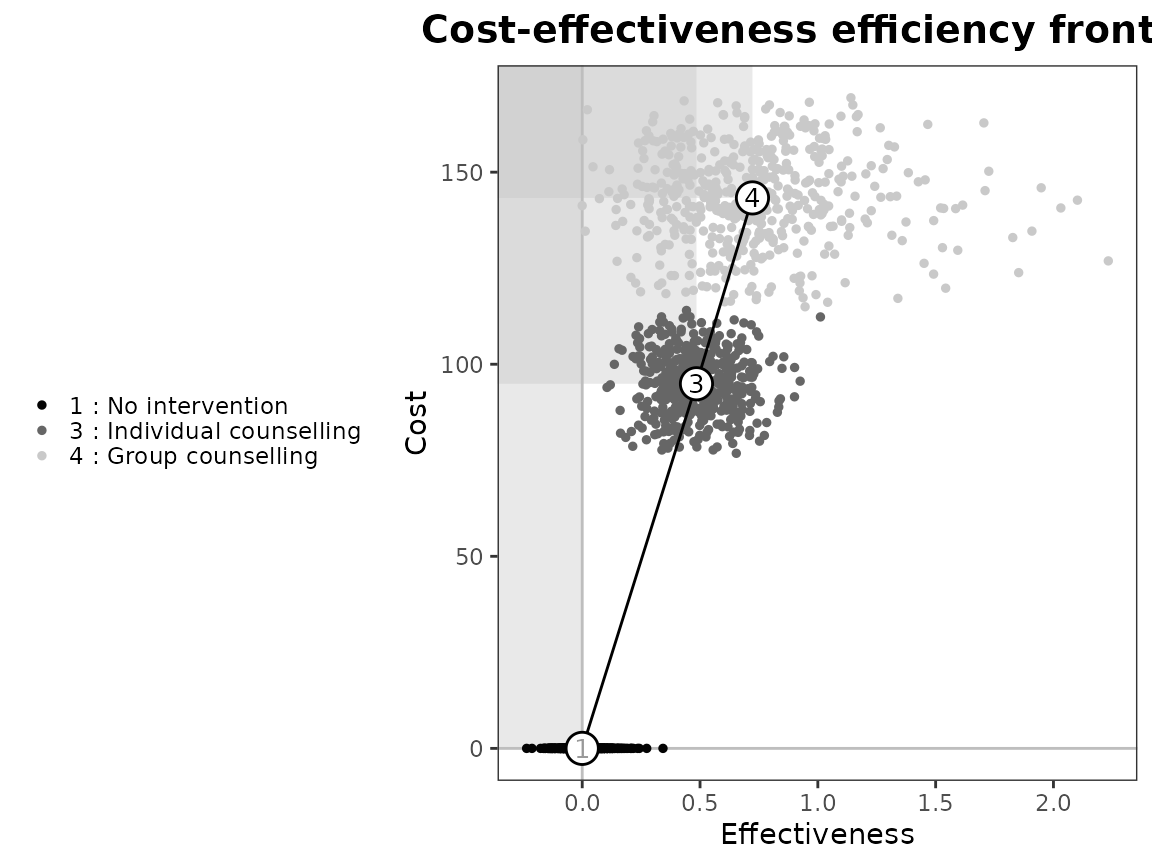 Cost-effectiveness efficiency front
150
100
50
0
Cost
1 : No intervention
3 : Individual counselling
4 : Group counselling
4
3
1
0.0 0.5 1.0 1.5 2.0
Effectiveness